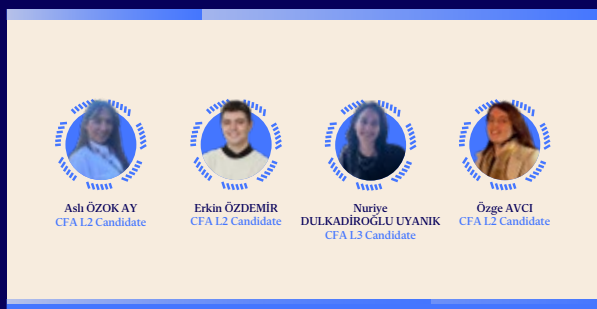 Aslı ÖZOK AY
CFA L2 Candidate
Erkin ÖZDEMİR
CFA L2 Candidate
Nuriye
DULKADİROĞLU UYANIK
CFA L3 Candidate
Özge AVCI
CFA L2 Candidate